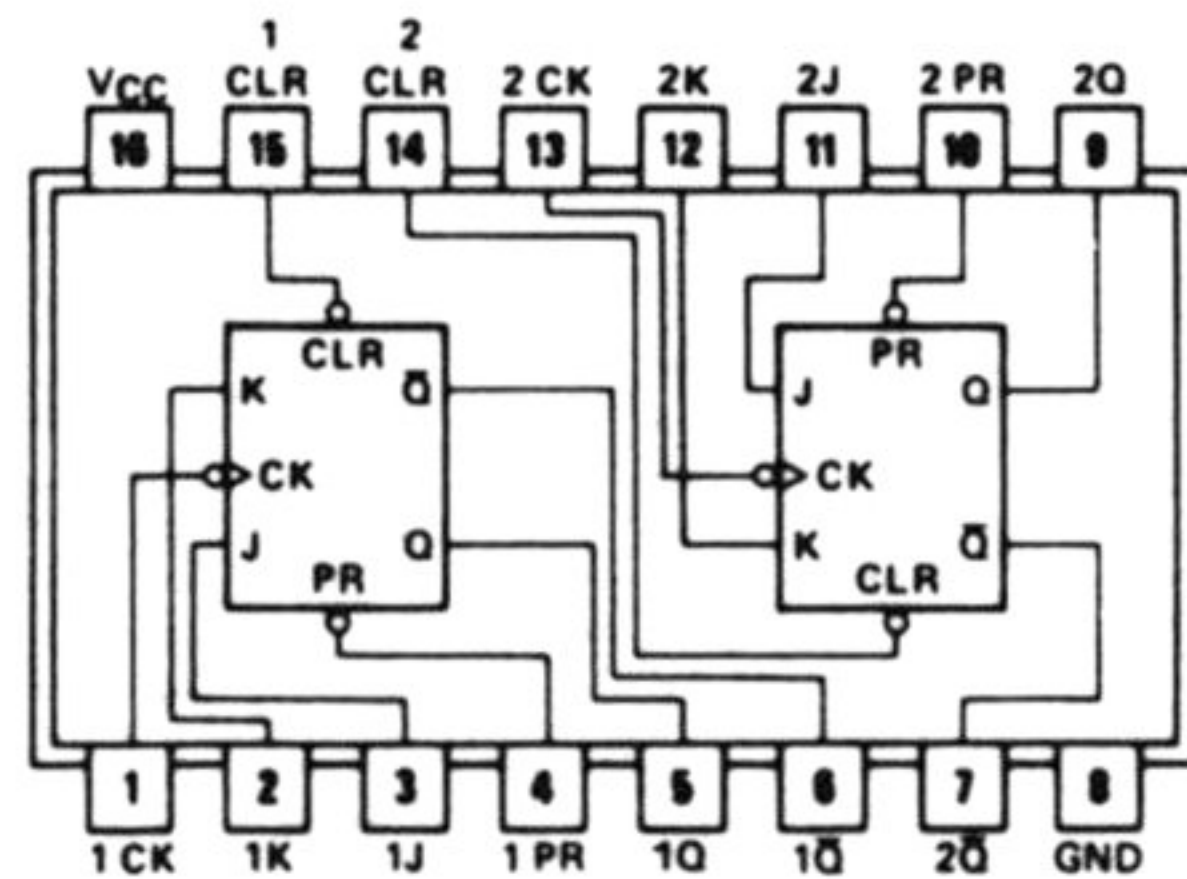 1 2
VCC CLR CLR 2 CK 2K 2J 2 PR 2Q
16 15 14 13 12 11 10 9
CLR PR
K Q̅ J Q
CK CK
J Q K Q̅
PR CLR
1 2 3 4 5 6 7 8
1 CK 1K 1J 1 PR 1Q 1Q̅ 2Q̅ GND